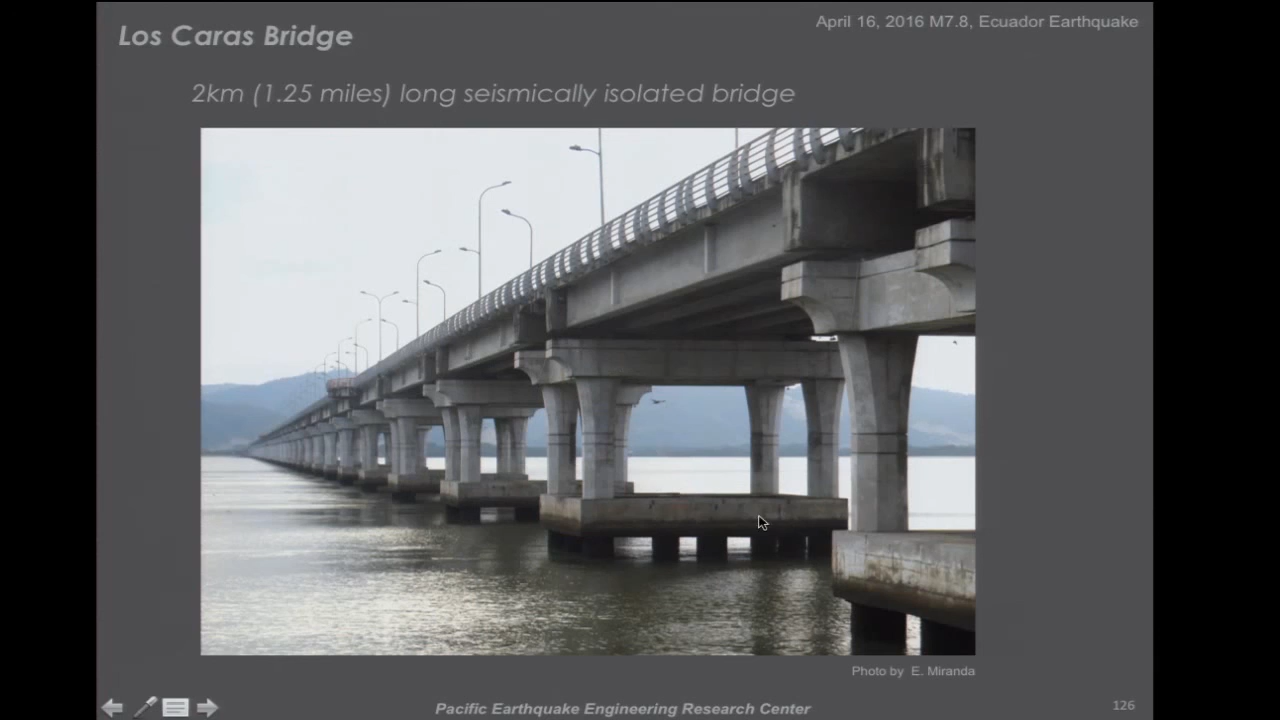 Los Caras Bridge
April 16, 2016 M7.8, Ecuador Earthquake
2km (1.25 miles) long seismically isolated bridge
Photo by E. Miranda
Pacific Earthquake Engineering Research Center
126